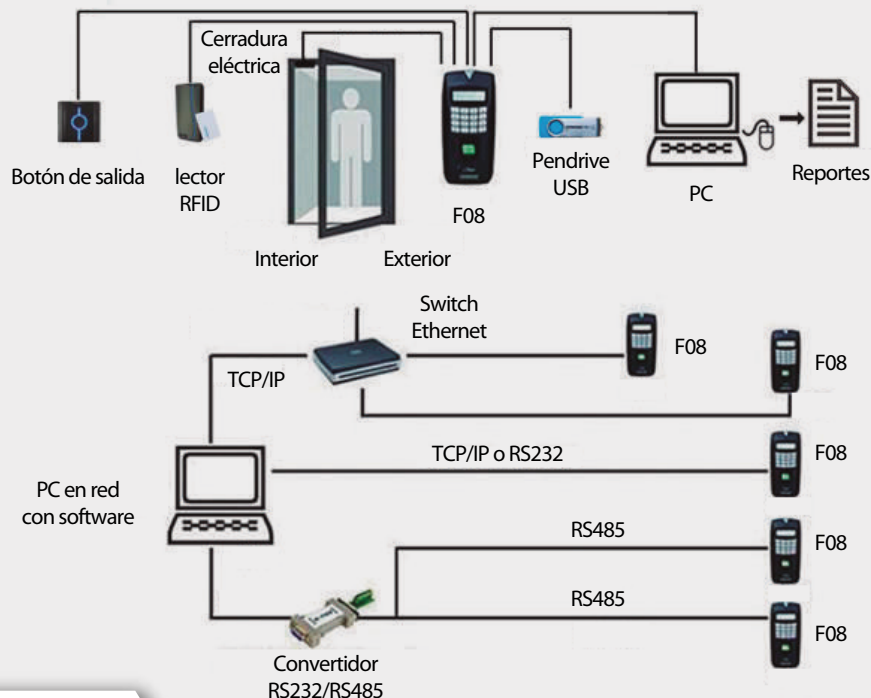 Cerradura
eléctrica
Botón de salida
lector
RFID
F08
Pendrive
USB
PC
Reportes
Interior
Exterior
Switch
Ethernet
F08
F08
TCP/IP
TCP/IP o RS232
F08
PC en red
con software
RS485
F08
RS485
F08
Convertidor
RS232/RS485